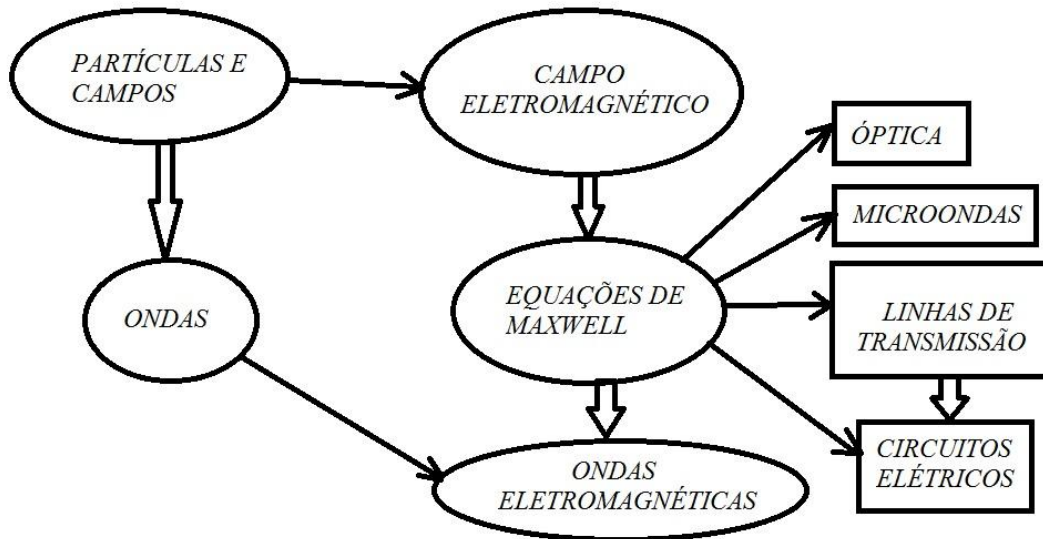 PARTÍCULAS E
CAMPOS
CAMPO
ELETROMAGNÉTICO
ÓPTICA
MICROONDAS
ONDAS
EQUAÇÕES DE
MAXWELL
LINHAS DE
TRANSMISSÃO
CIRCUITOS
ELÉTRICOS
ONDAS
ELETROMAGNÉTICAS